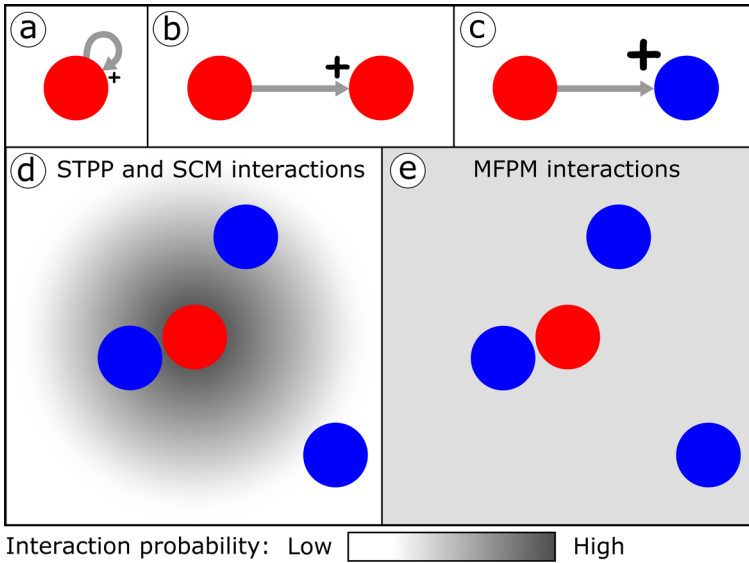 a
b
c
+
+
+
d STPP and SCM interactions
e MFPM interactions
Interaction probability: Low High